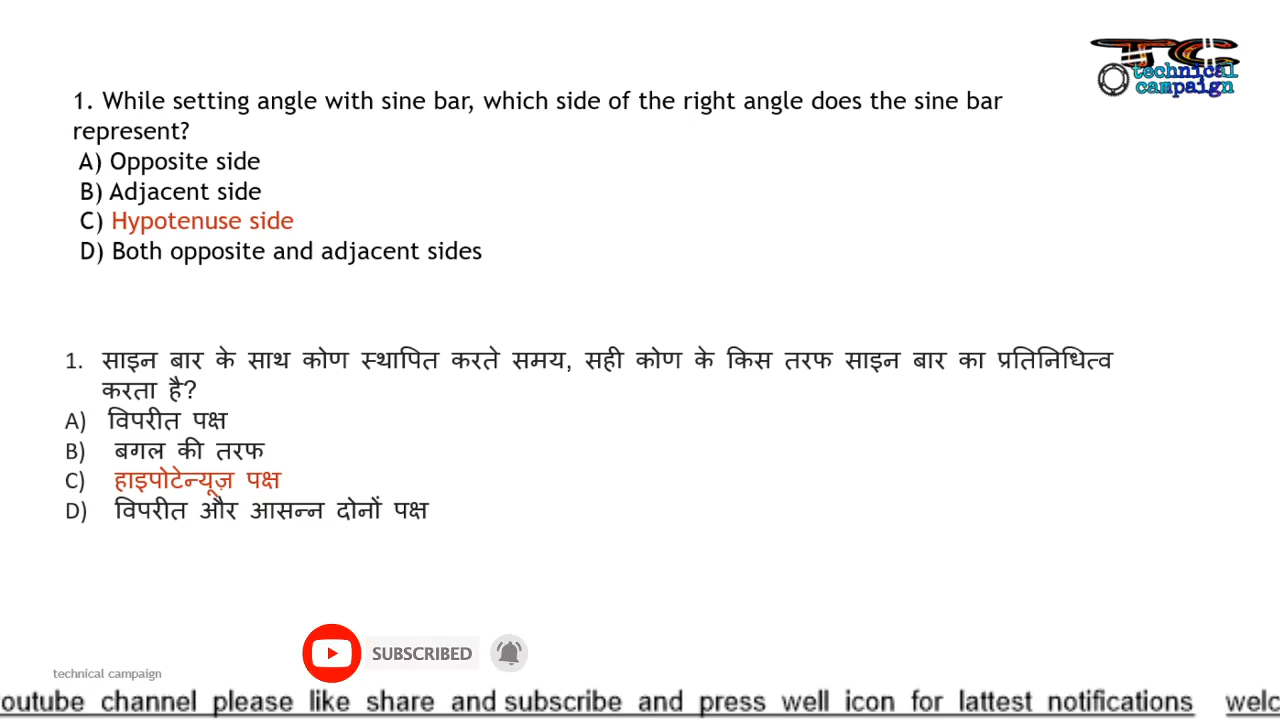 TC
technical
campaign
1. While setting angle with sine bar, which side of the right angle does the sine bar
represent?
A) Opposite side
B) Adjacent side
C) Hypotenuse side
D) Both opposite and adjacent sides
1. साइन बार के साथ कोण स्थापित करते समय, सही कोण के किस तरफ साइन बार का प्रतिनिधित्व
करता है?
A) विपरीत पक्ष
B) बगल की तरफ
C) हाइपोटेन्यूज़ पक्ष
D) विपरीत और आसन्न दोनों पक्ष
SUBSCRIBED
technical campaign
outube channel please like share and subscribe and press well icon for lattest notifications welc